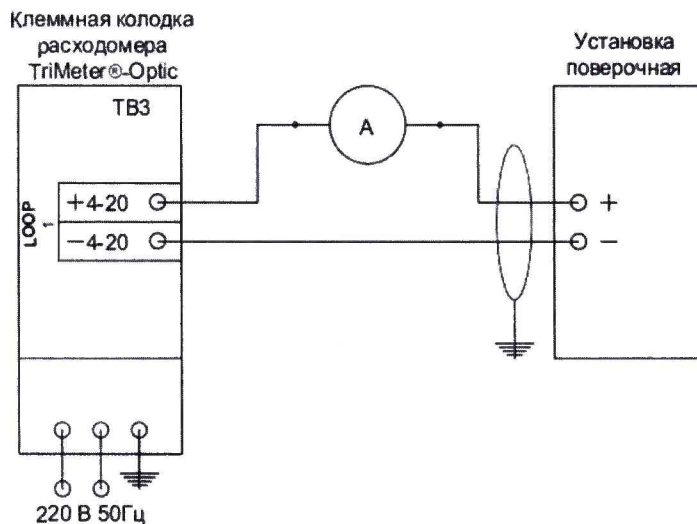 Клеммная колодка
расходомера
TriMeter®-Optic
Установка
поверочная
ТВ3
А
LOOP
1
+4-20
−4-20
+
−
220 В 50Гц